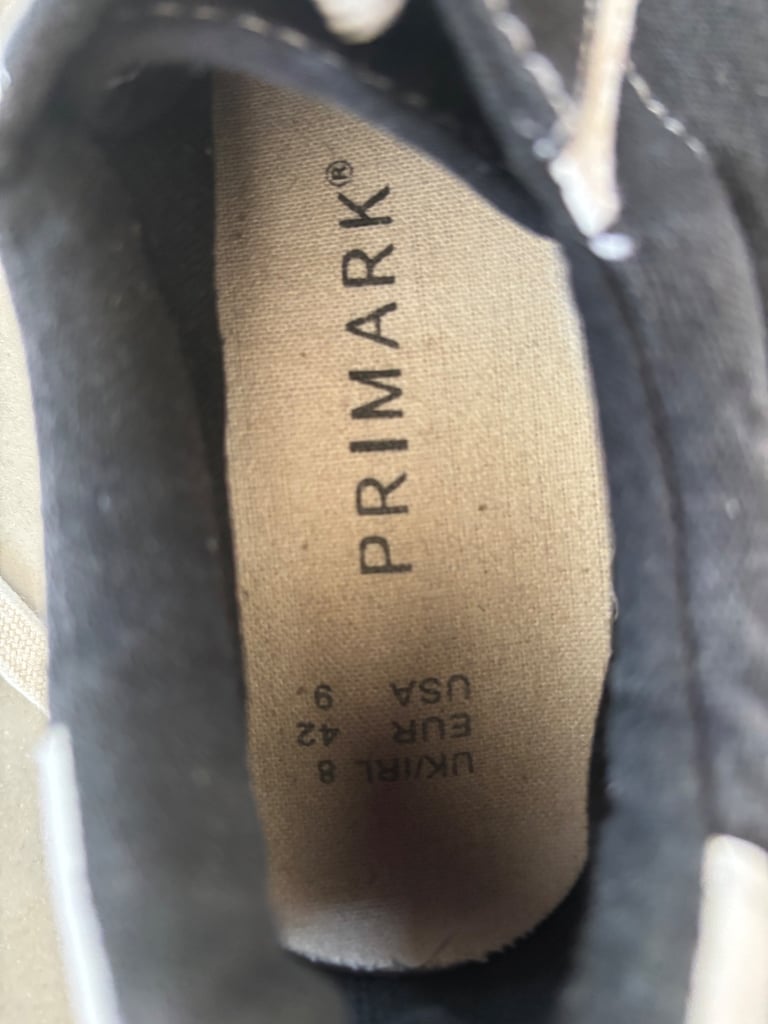 PRIMARK®
UK/IRL 8
EUR 42
USA 9